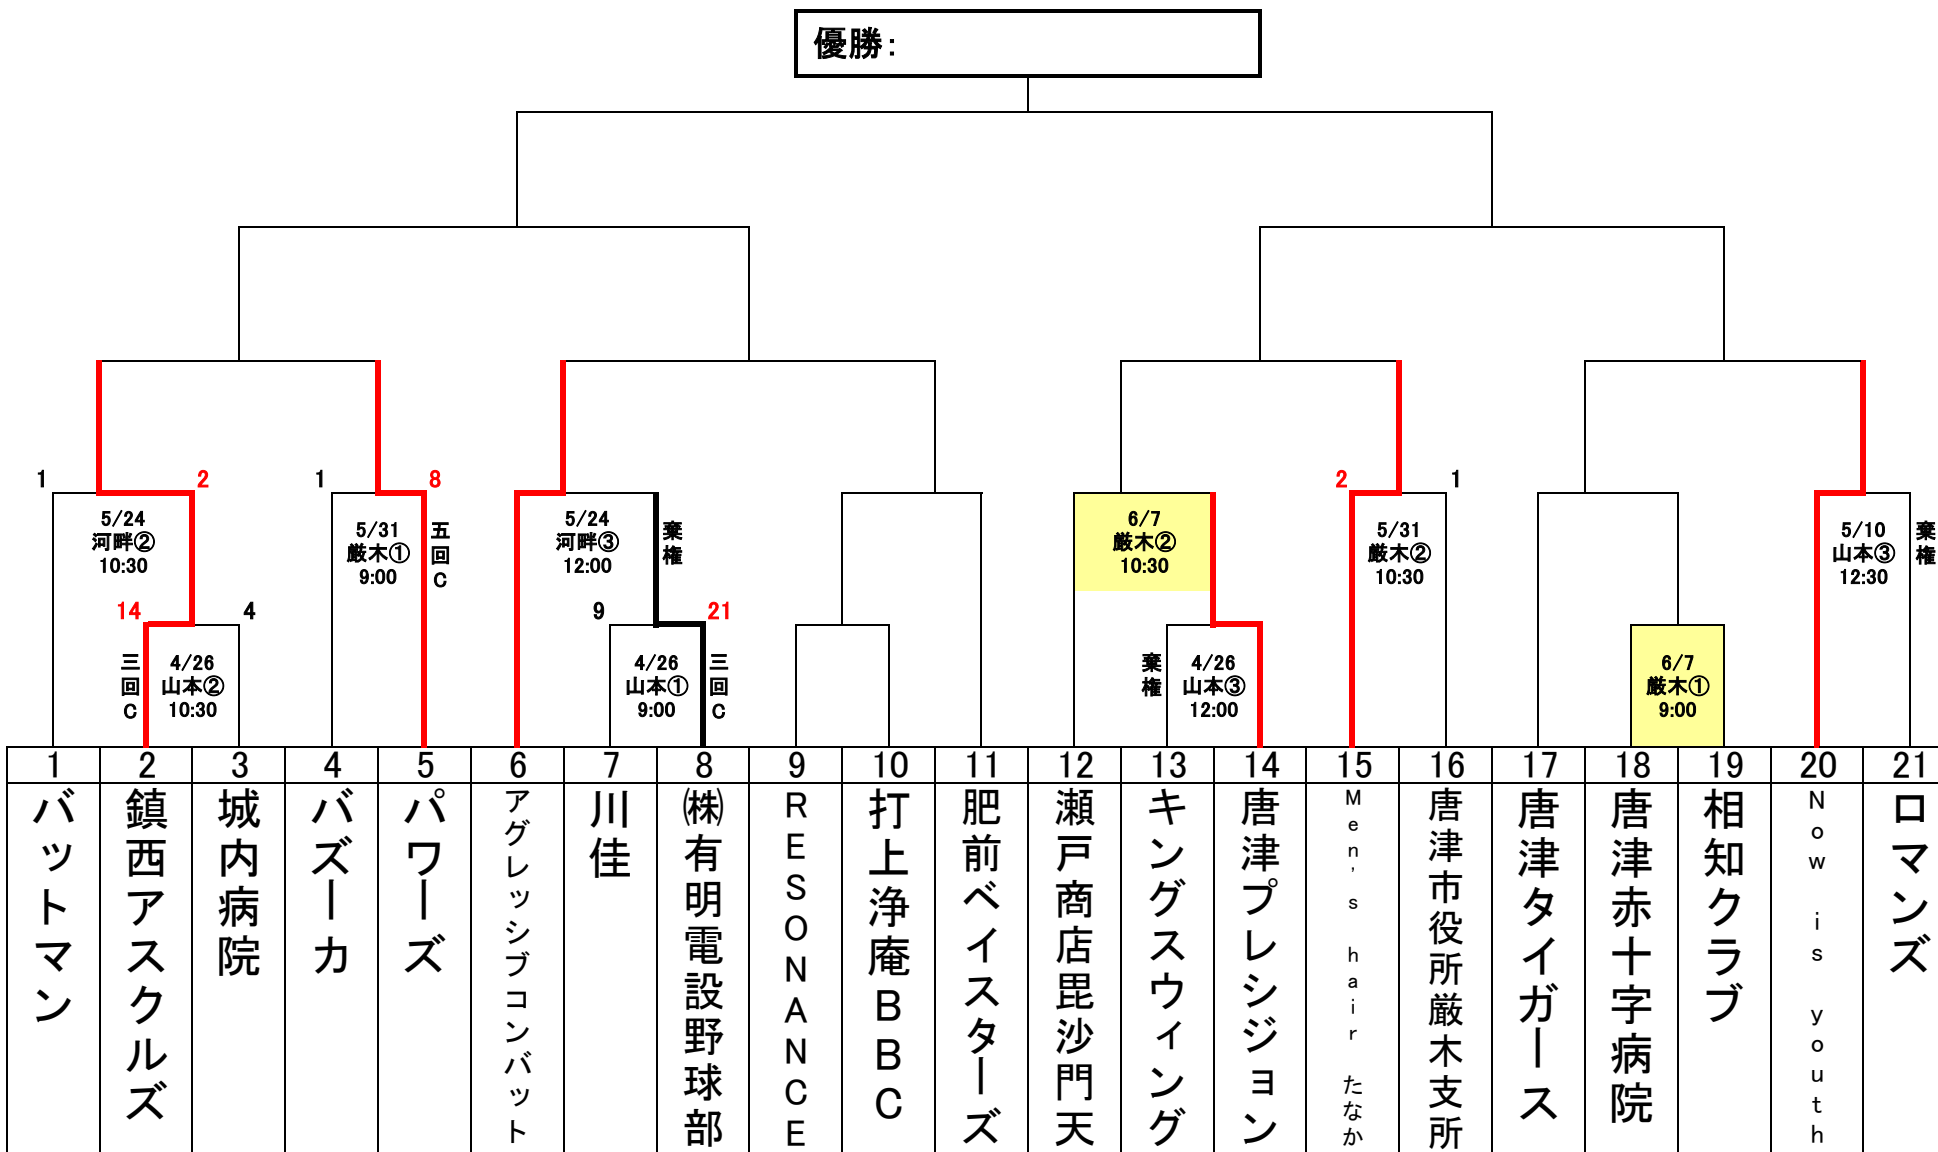 優勝：
1
2
1
8
2
1
5/24
河畔②
10:30
5/31
厳木①
9:00
五回C
5/24
河畔③
12:00
棄権
6/7
厳木②
10:30
5/31
厳木②
10:30
5/10
山本③
12:30
棄権
14
4
9
21
三回C
4/26
山本②
10:30
4/26
山本①
9:00
三回C
棄権
4/26
山本③
12:00
6/7
厳木①
9:00
1
2
3
4
5
6
7
8
9
10
11
12
13
14
15
16
17
18
19
20
21
バットマン
鎮西アスクルズ
城内病院
バズーカ
パワーズ
アグレッシブコンバット
川佳
㈱有明電設野球部
RESONANCE
打上浄庵BBC
肥前ベイスターズ
瀬戸商店毘沙門天
キングスウィング
唐津プレシジョン
Men’s hair たなか
唐津市役所厳木支所
唐津タイガース
唐津赤十字病院
相知クラブ
Now is youth
ロマンズ